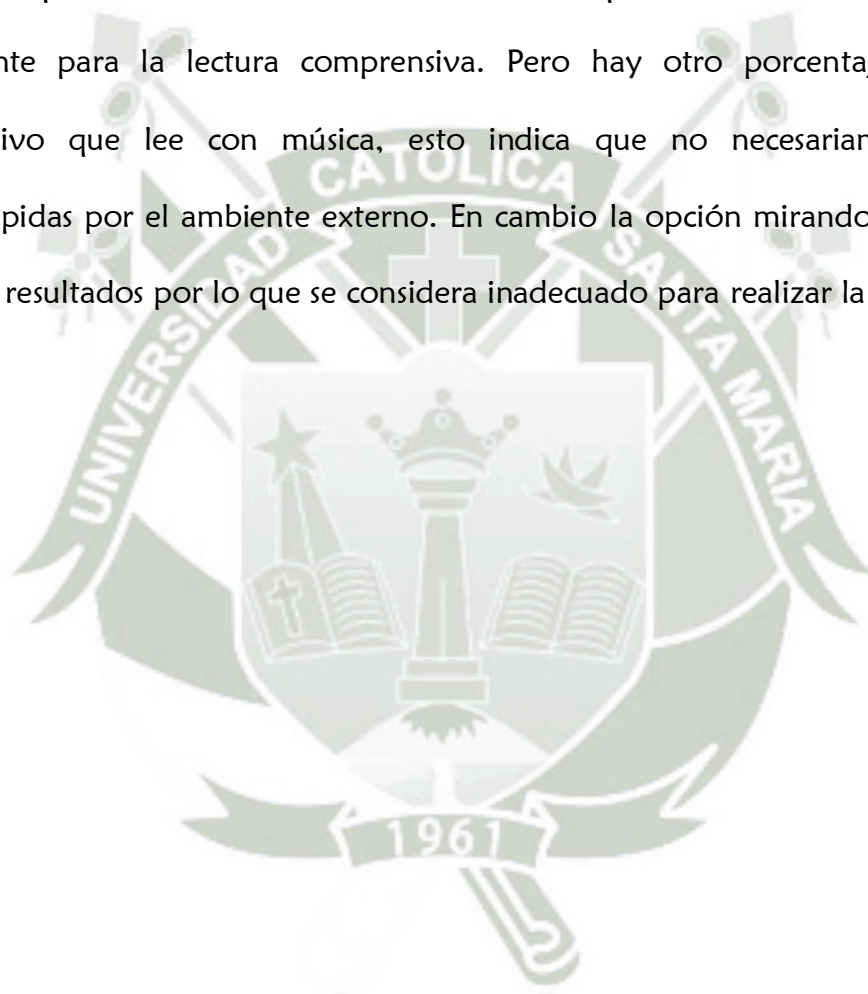 nte para la lectura comprensiva. Pero hay otro porcenta
ivo que lee con música, esto indica que no necesarian
pidas por el ambiente externo. En cambio la opción mirando
resultados por lo que se considera inadecuado para realizar la
UNIVERSIDAD CATOLICA SANTA MARIA
1961